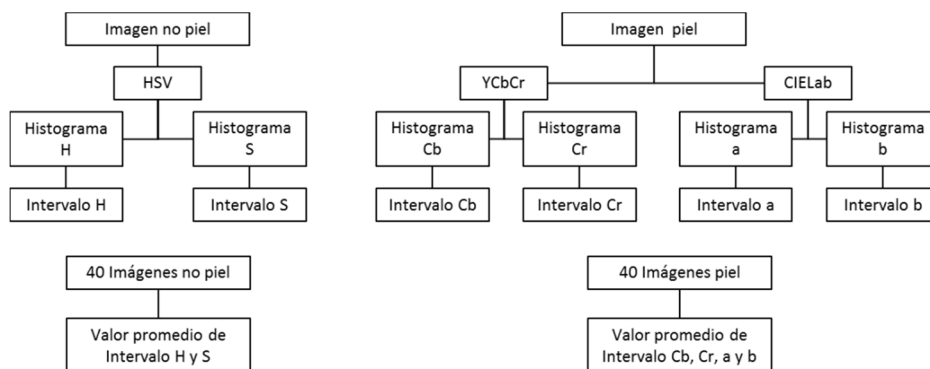 Imagen no piel
HSV
Histograma
H
Histograma
S
Intervalo H
Intervalo S
Imagen piel
YCbCr
CIELab
Histograma
Cb
Histograma
Cr
Histograma
a
Histograma
b
Intervalo Cb
Intervalo Cr
Intervalo a
Intervalo b
40 Imágenes no piel
Valor promedio de
Intervalo H y S
40 Imágenes piel
Valor promedio de
Intervalo Cb, Cr, a y b